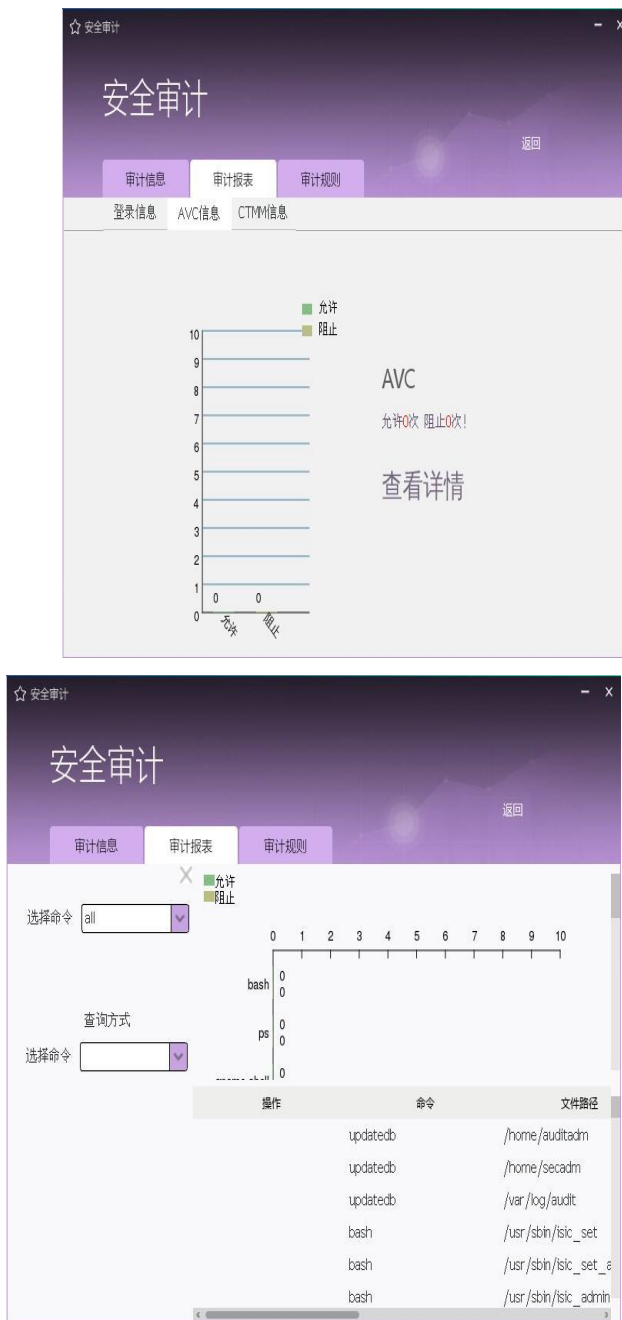 安全审计
安全审计
返回
审计信息 审计报表 审计规则
登录信息 AVC信息 CTMM信息
允许
阻止
10
9
8
7
6
5
4
3
2
1
0
0 0
允许 阻止
AVC
允许0次 阻止0次!
查看详情
安全审计
安全审计
返回
审计信息 审计报表 审计规则
选择命令 all
查询方式
选择命令
允许
阻止
0 1 2 3 4 5 6 7 8 9 10
bash 0
0
ps 0
0
0
操作 命令 文件路径
updatedb /home/auditadm
updatedb /home/secadm
updatedb /var/log/audit
bash /usr/sbin/isic_set
bash /usr/sbin/isic_set_a
bash /usr/sbin/isic_admin